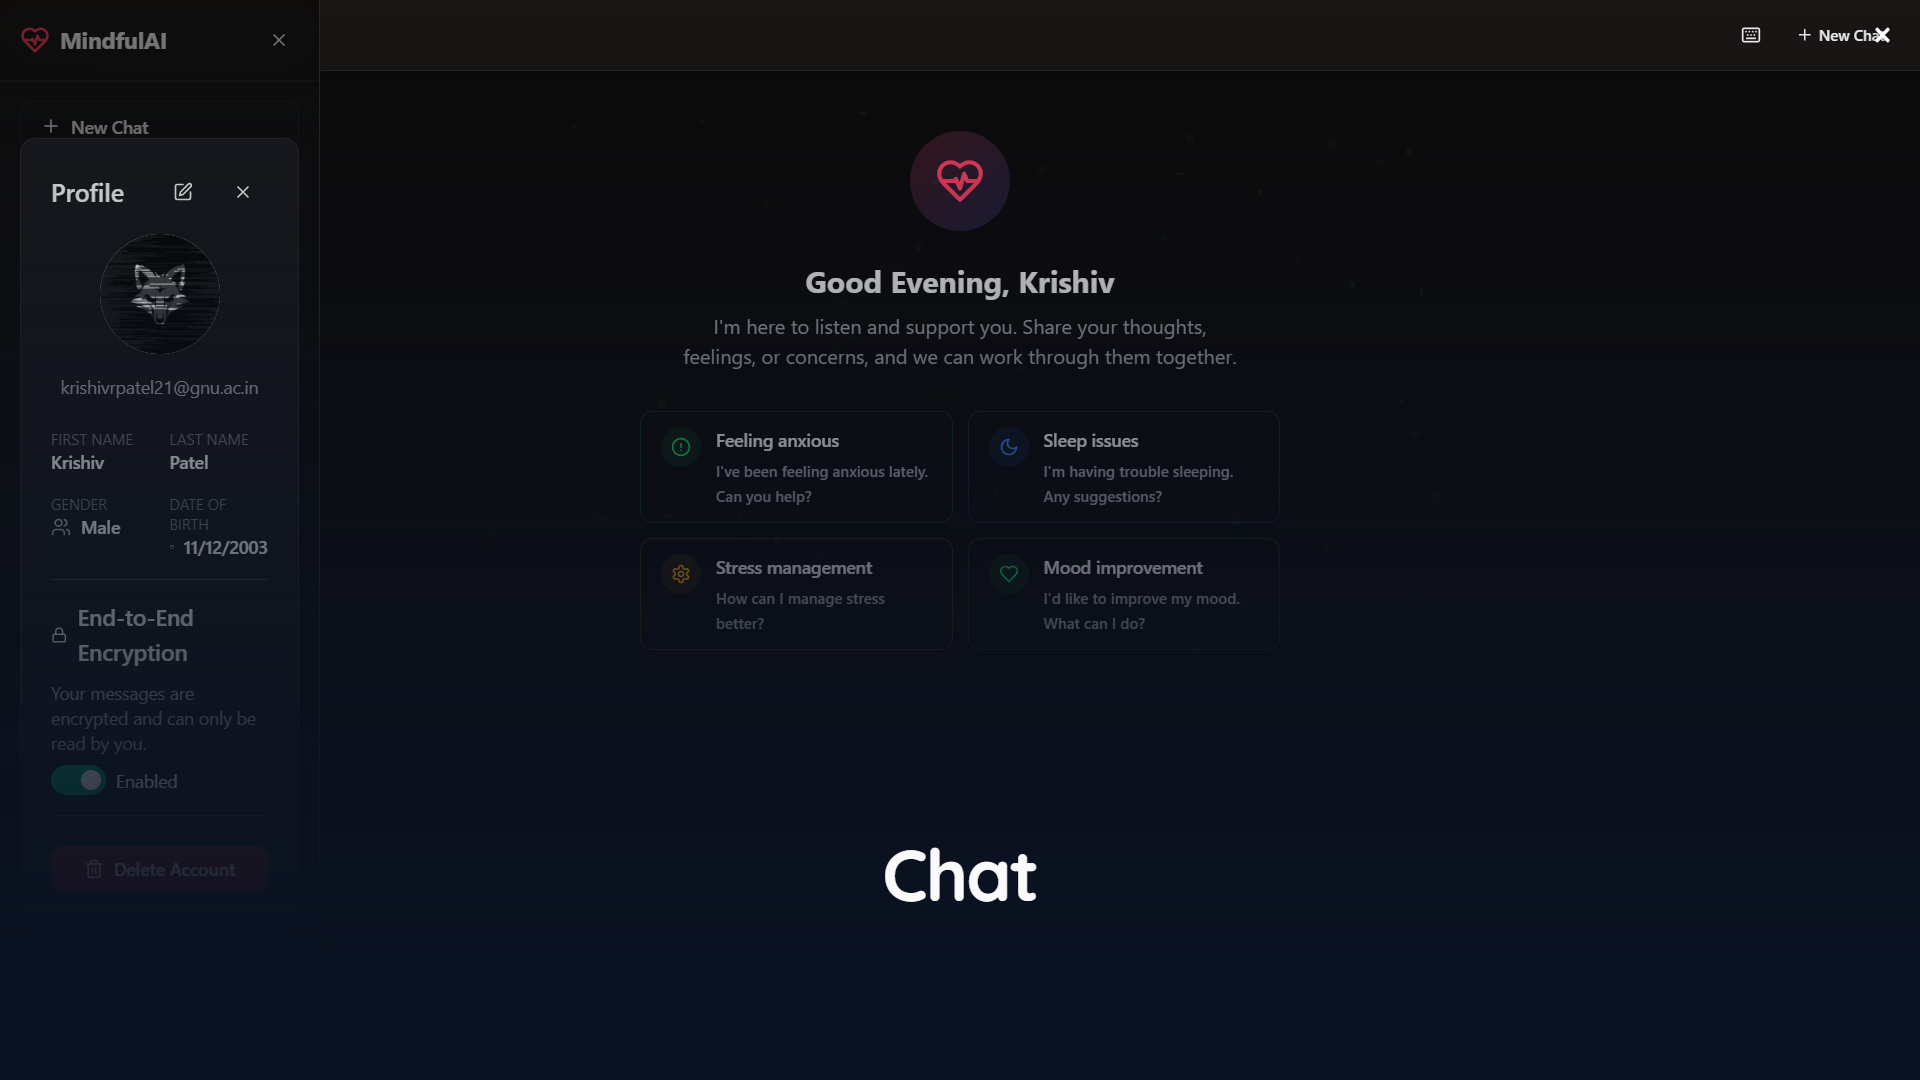 MindfulAI
New Chat
New Chat
Profile
krishivrpatel21@gnu.ac.in
FIRST NAME
Krishiv
LAST NAME
Patel
GENDER
Male
DATE OF
BIRTH
11/12/2003
End-to-End
Encryption
Your messages are
encrypted and can only be
read by you.
Enabled
Delete Account
Good Evening, Krishiv
I'm here to listen and support you. Share your thoughts,
feelings, or concerns, and we can work through them together.
Feeling anxious
I've been feeling anxious lately.
Can you help?
Sleep issues
I'm having trouble sleeping.
Any suggestions?
Stress management
How can I manage stress
better?
Mood improvement
I'd like to improve my mood.
What can I do?
Chat